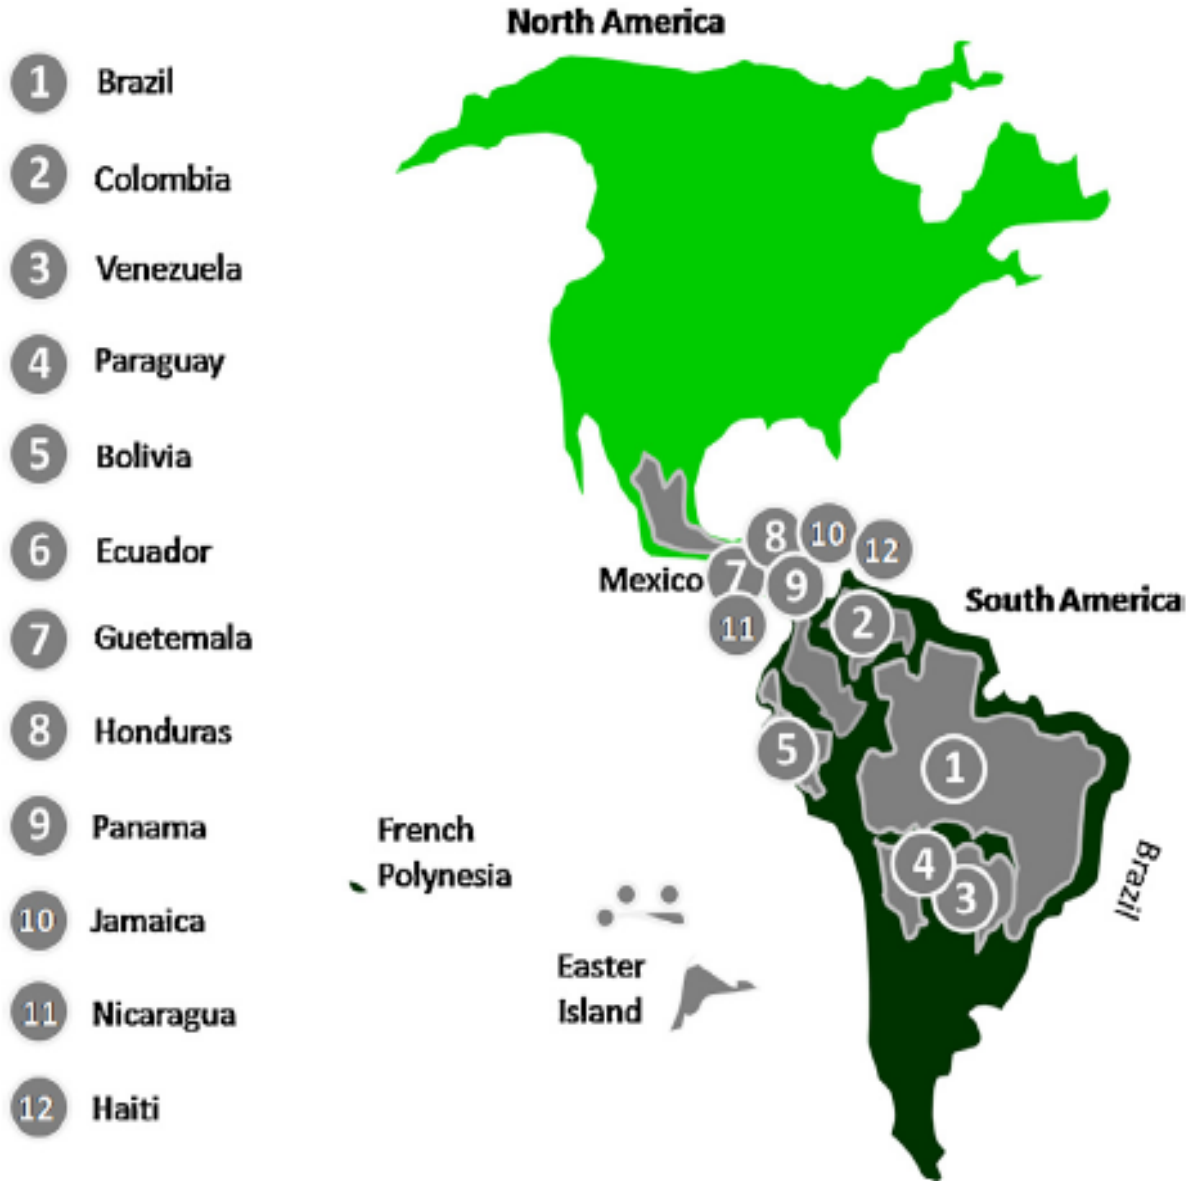 North America
1 Brazil
2 Colombia
3 Venezuela
4 Paraguay
5 Bolivia
6 Ecuador
7 Guetemala
8 Honduras
9 Panama
10 Jamaica
11 Nicaragua
12 Haiti
8
10
12
Mexico
7
9
11
South America
2
5
1
4
3
Brazil
French
Polynesia
Easter
Island